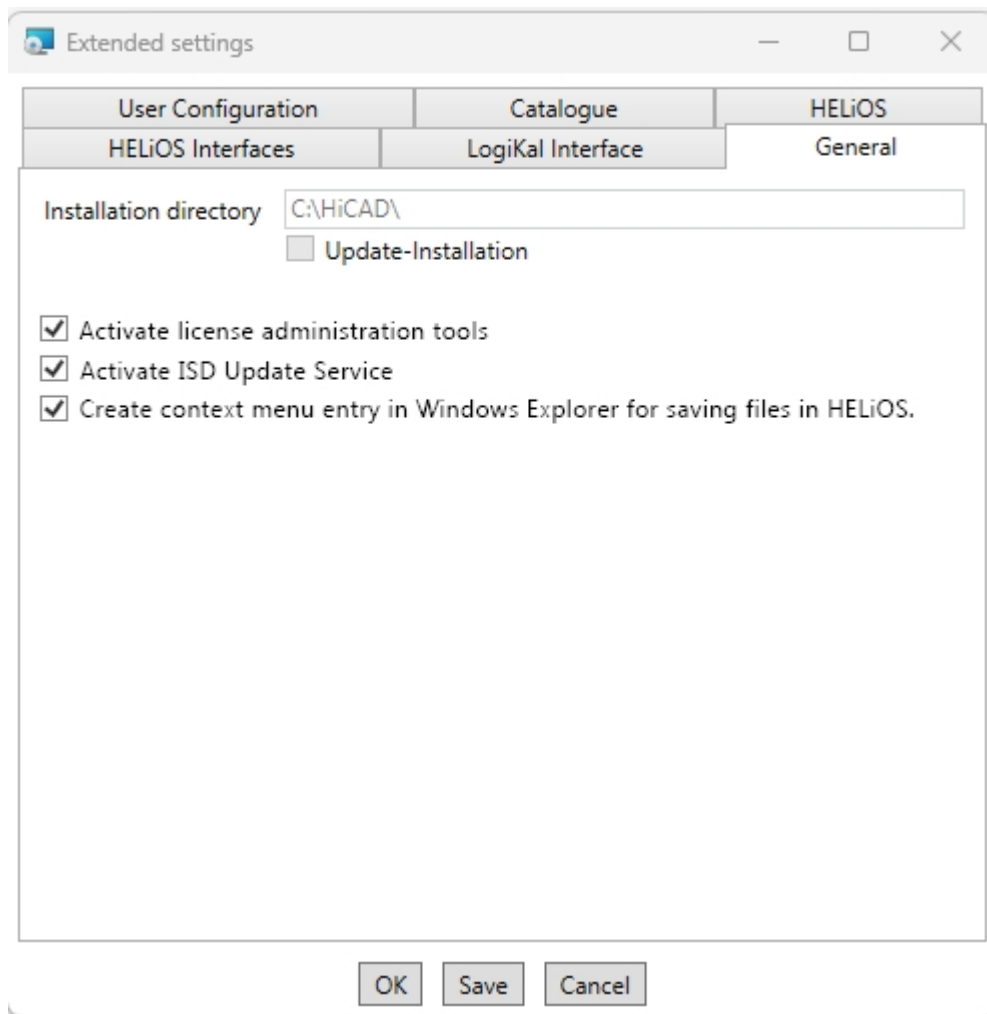 Extended settings
User Configuration Catalogue HELiOS
HELiOS Interfaces LogiKal Interface General
Installation directory C:\HiCAD\
Update-Installation
Activate license administration tools
Activate ISD Update Service
Create context menu entry in Windows Explorer for saving files in HELiOS.
OK Save Cancel